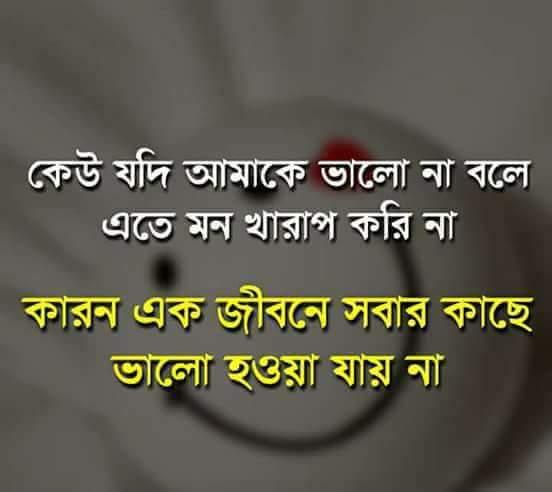 কেউ যদি আমাকে ভালো না বলে
এতে মন খারাপ করি না
কারন এক জীবনে সবার কাছে
ভালো হওয়া যায় না